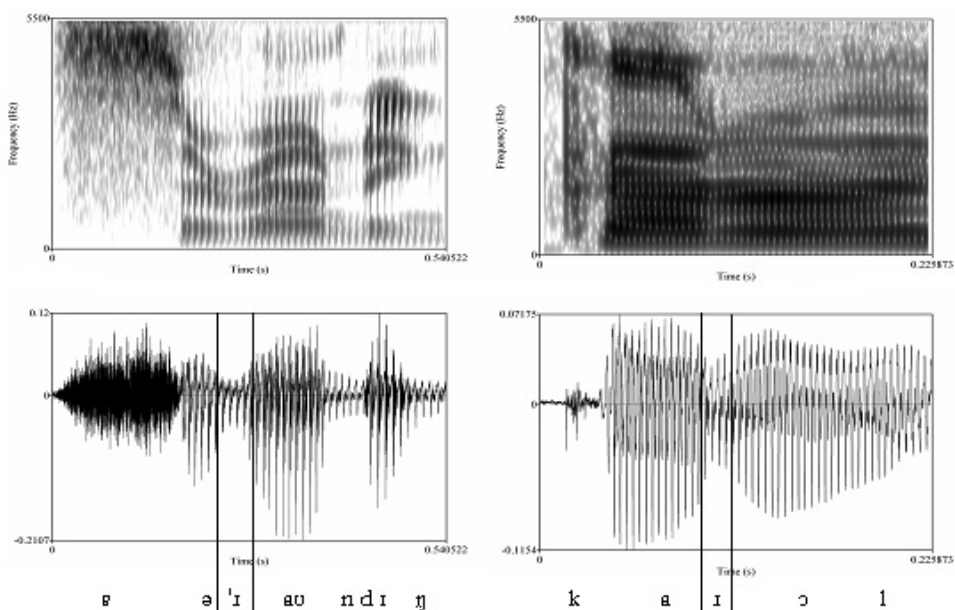 5500
Frequency (Hz)
0
0
Time (s)
0.540522
5500
Frequency (Hz)
0
0
Time (s)
0.225873
0.12
0
-0.2107
0
Time (s)
0.540522
0.07175
0
-0.1154
0
Time (s)
0.225873
s ə ˈɪ aʊ n d ɪ ŋ
k a ɪ ɔ l